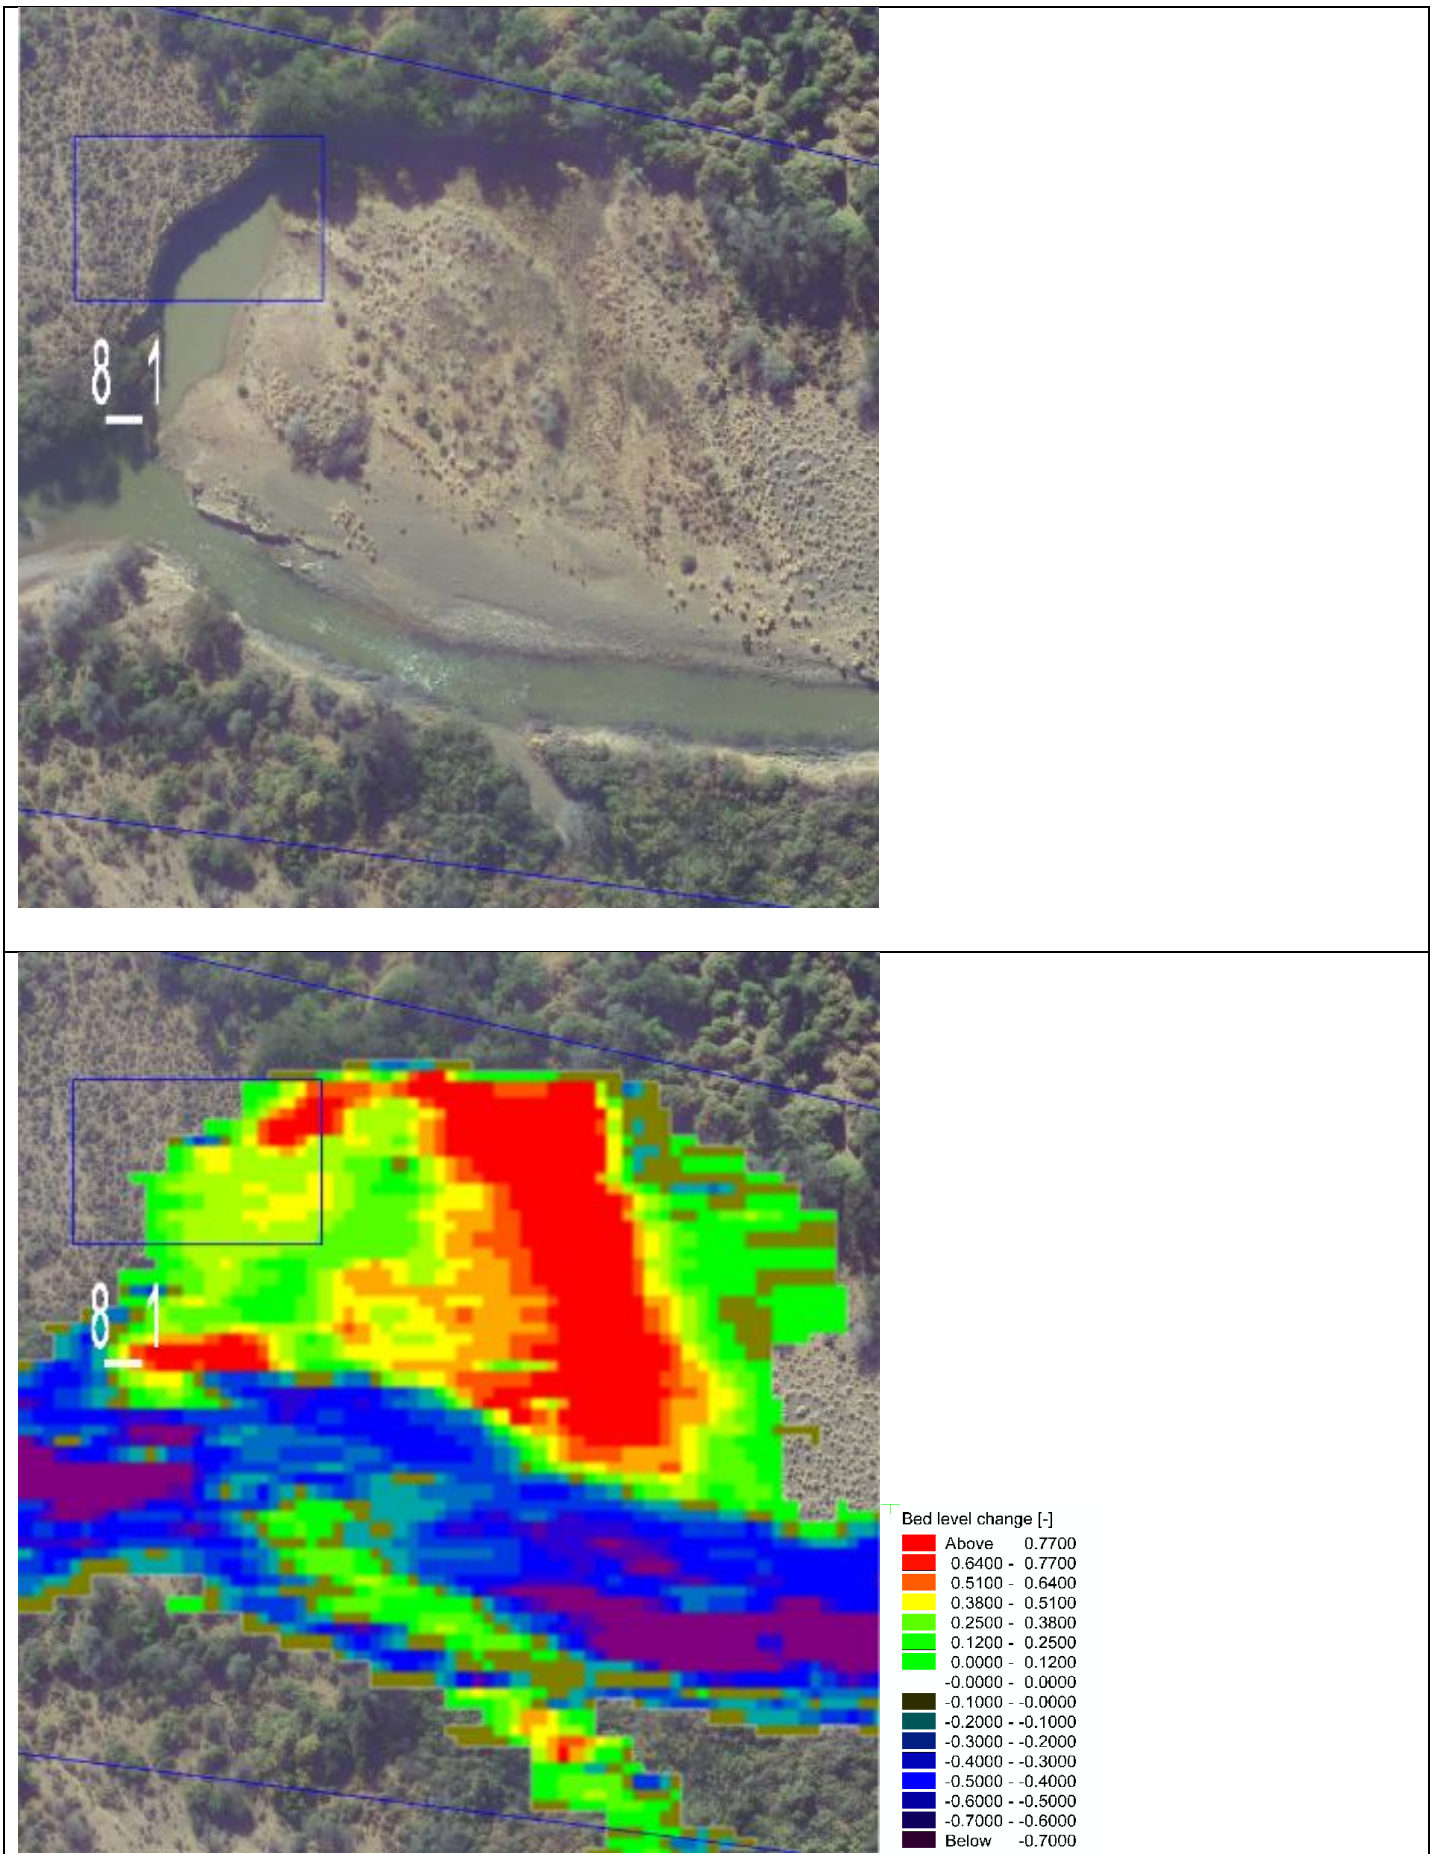 8_1
8_1
Bed level change [-]
Above 0.7700
0.6400 - 0.7700
0.5100 - 0.6400
0.3800 - 0.5100
0.2500 - 0.3800
0.1200 - 0.2500
0.0000 - 0.1200
-0.0000 - 0.0000
-0.1000 - -0.0000
-0.2000 - -0.1000
-0.3000 - -0.2000
-0.4000 - -0.3000
-0.5000 - -0.4000
-0.6000 - -0.5000
-0.7000 - -0.6000
Below -0.7000